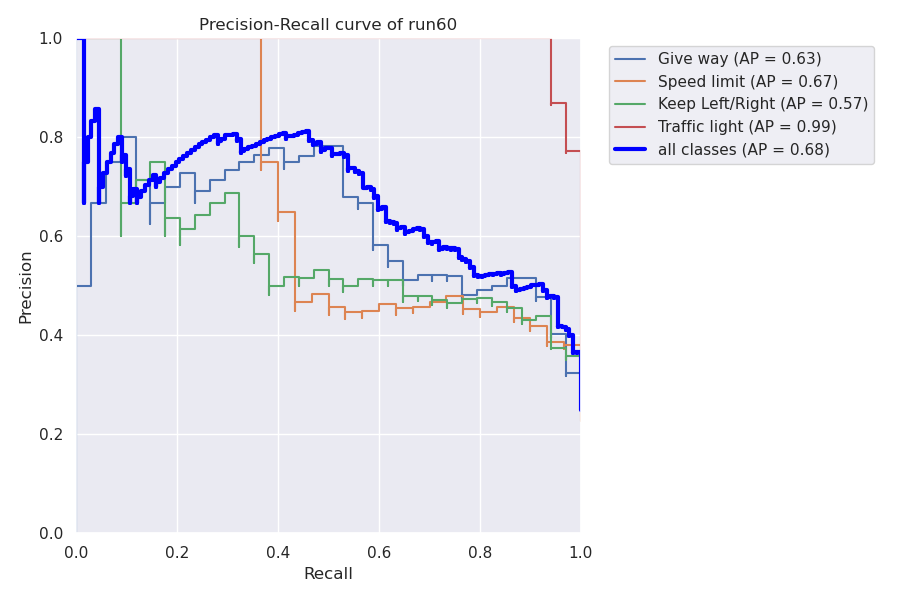 Precision-Recall curve of run60
1.0
0.8
0.6
0.4
0.2
0.0
Precision
0.0 0.2 0.4 0.6 0.8 1.0
Recall
Give way (AP = 0.63)
Speed limit (AP = 0.67)
Keep Left/Right (AP = 0.57)
Traffic light (AP = 0.99)
all classes (AP = 0.68)